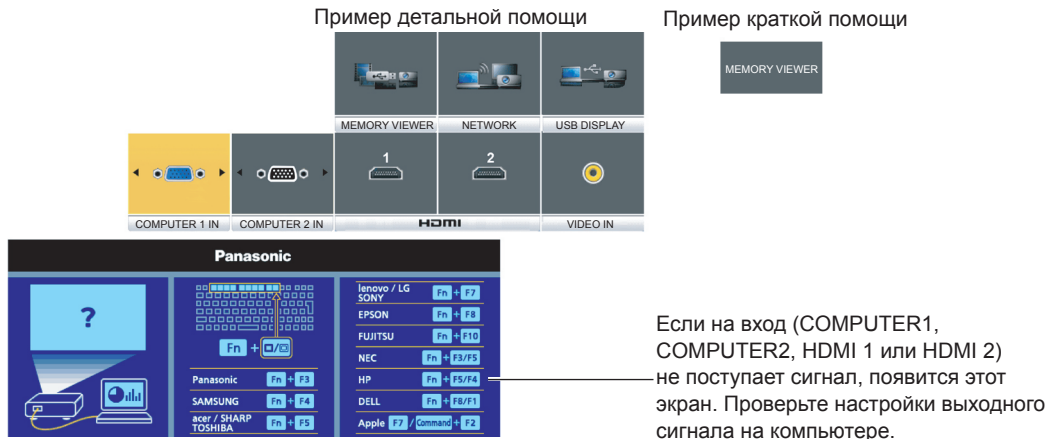 Пример детальной помощи
Пример краткой помощи
MEMORY VIEWER
MEMORY VIEWER NETWORK USB DISPLAY
1 2
COMPUTER 1 IN COMPUTER 2 IN HDMI VIDEO IN
Panasonic
?
Fn +
Panasonic Fn + F3
SAMSUNG Fn + F4
acer / SHARP
TOSHIBA Fn + F5
lenovo / LG
SONY Fn + F7
EPSON Fn + F8
FUJITSU Fn + F10
NEC Fn + F3/F5
HP Fn + F5/F4
DELL Fn + F8/F1
Apple F7 / Command + F2
Если на вход (COMPUTER1,
COMPUTER2, HDMI 1 или HDMI 2)
не поступает сигнал, появится этот
экран. Проверьте настройки выходного
сигнала на компьютере.